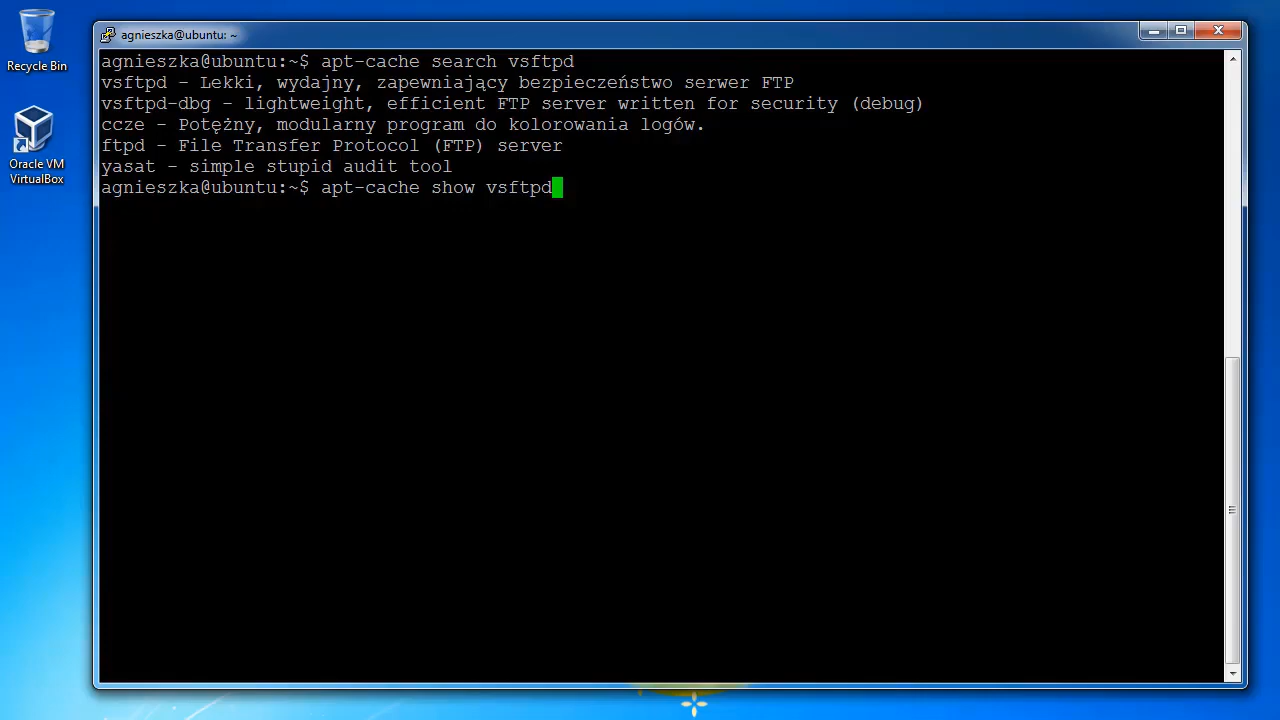 agnieszka@ubuntu: ~
Recycle Bin
Oracle VM
VirtualBox
agnieszka@ubuntu:~$ apt-cache search vsftpd
vsftpd - Lekki, wydajny, zapewniający bezpieczeństwo serwer FTP
vsftpd-dbg - lightweight, efficient FTP server written for security (debug)
ccze - Potężny, modularny program do kolorowania logów.
ftpd - File Transfer Protocol (FTP) server
yasat - simple stupid audit tool
agnieszka@ubuntu:~$ apt-cache show vsftpd